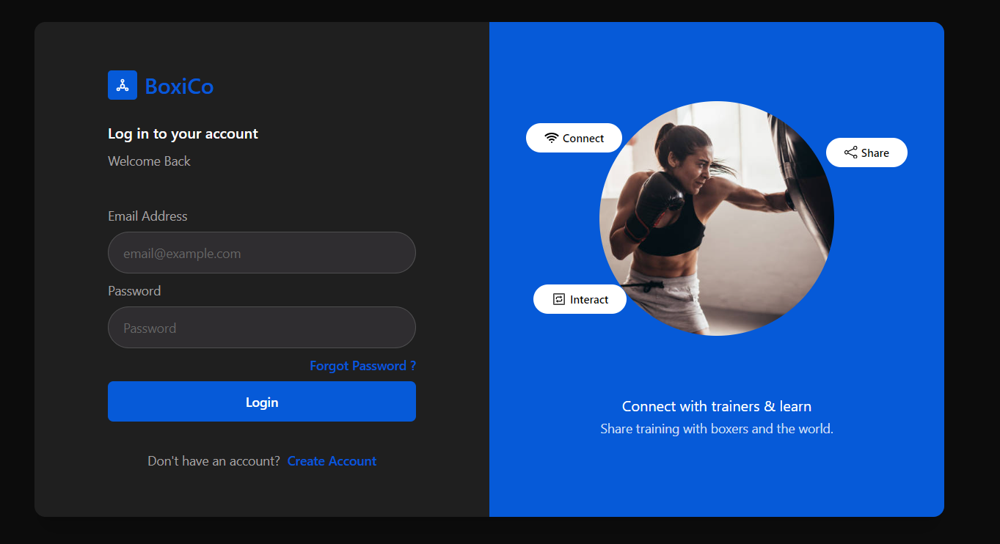 BoxiCo
Log in to your account
Welcome Back
Email Address
email@example.com
Password
Password
Forgot Password ?
Login
Don't have an account? Create Account
Connect
Share
Interact
Connect with trainers & learn
Share training with boxers and the world.